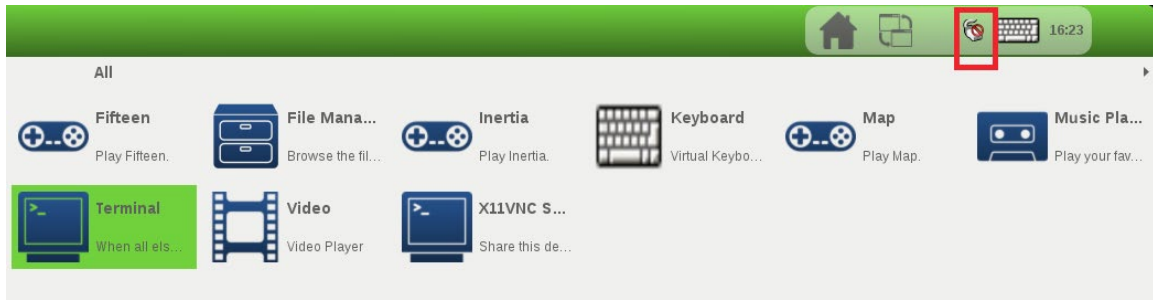 16:23
All
Fifteen
Play Fifteen.
File Mana...
Browse the fil...
Inertia
Play Inertia.
Keyboard
Virtual Keybo...
Map
Play Map.
Music Pla...
Play your fav...
Terminal
When all els...
Video
Video Player
X11VNC S...
Share this de...